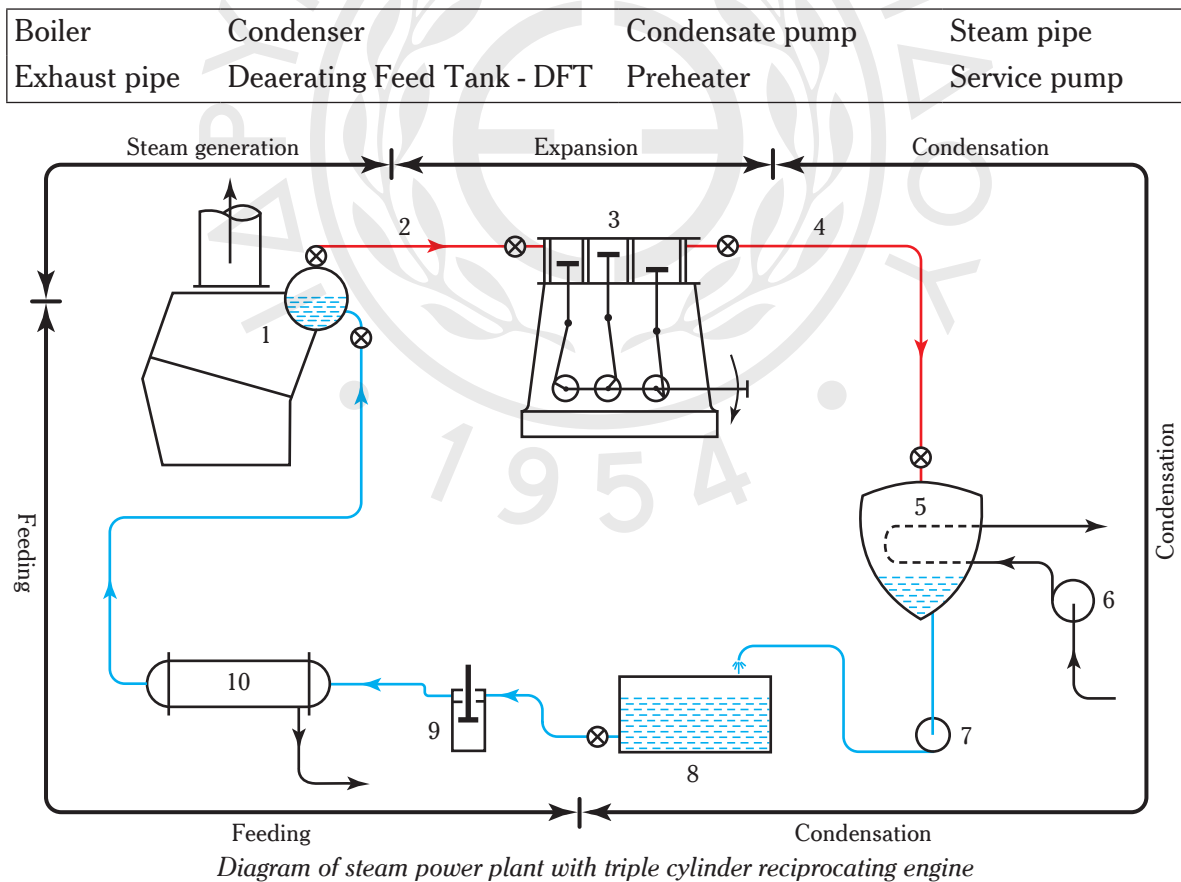 Boiler Condenser Condensate pump Steam pipe
Exhaust pipe Deaerating Feed Tank - DFT Preheater Service pump
Steam generation Expansion Condensation
2 3 4
1
5
Feeding
Condensation
6
10
9
7
8
Feeding Condensation
Diagram of steam power plant with triple cylinder reciprocating engine
1954